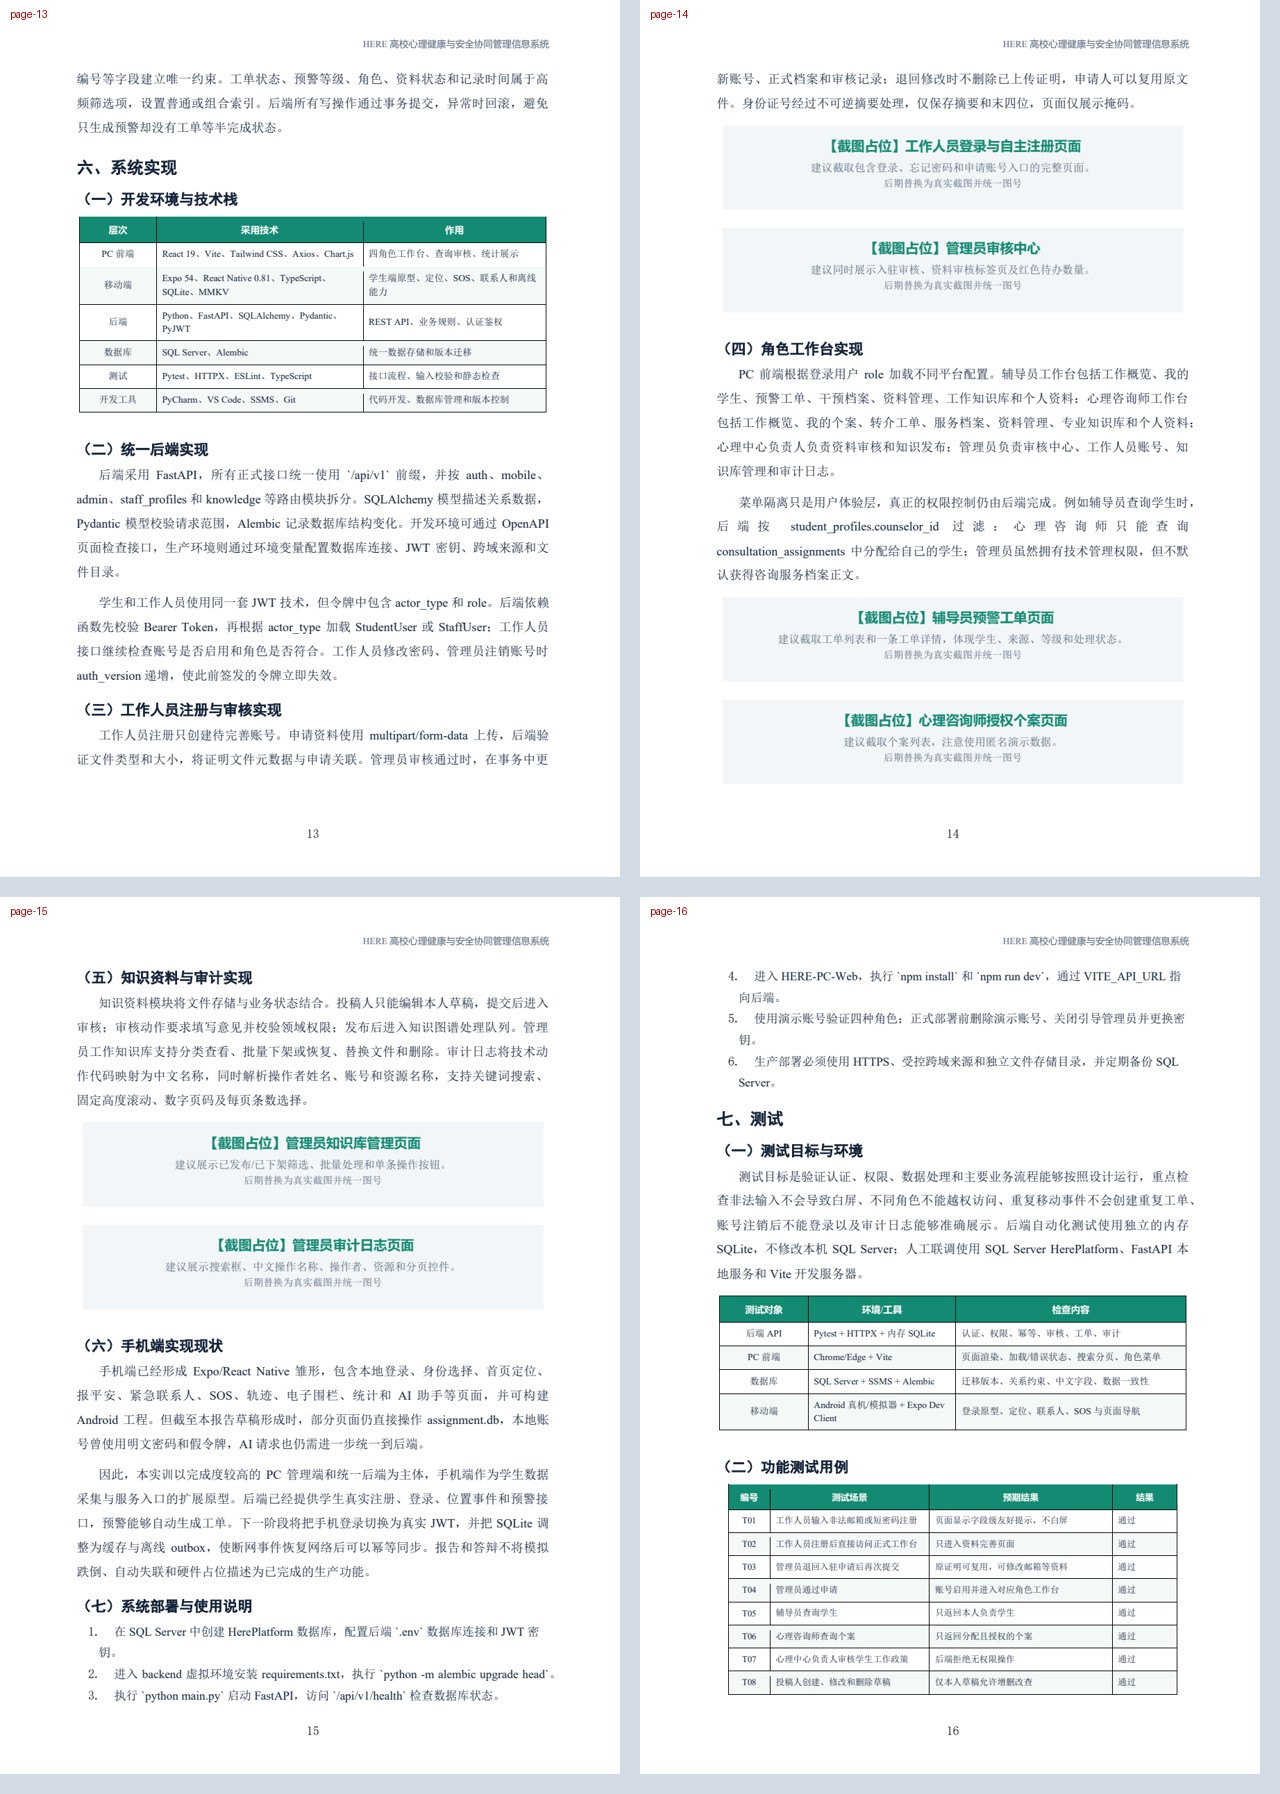 page-13
HERE 高校心理健康与安全协同管理信息系统
编号等字段建立唯一约束。工单状态、预警等级、角色、资料状态和记录时间属于高
频筛选项，设置普通或组合索引。后端所有写操作通过事务提交，异常时回滚，避免
只生成预警却没有工单等半完成状态。
六、系统实现
（一）开发环境与技术栈
层次 采用技术 作用
PC 前端 React 19、Vite、Tailwind CSS、Axios、Chart.js 四角色工作台、查询审核、统计展示
移动端 Expo 54、React Native 0.81、TypeScript、 学生端原型、定位、SOS、联系人和离线
SQLite、MMKV 能力
后端 Python、FastAPI、SQLAlchemy、Pydantic、 REST API、业务规则、认证鉴权
PyJWT
数据库 SQL Server、Alembic 统一数据存储和版本迁移
测试 Pytest、HTTPX、ESLint、TypeScript 接口流程、输入校验和静态检查
开发工具 PyCharm、VS Code、SSMS、Git 代码开发、数据库管理和版本控制
（二）统一后端实现
后端采用 FastAPI，所有正式接口统一使用 `/api/v1` 前缀，并按 auth、mobile、
admin、staff_profiles 和 knowledge 等路由模块拆分。SQLAlchemy 模型描述关系数据，
Pydantic 模型校验请求范围，Alembic 记录数据库结构变化。开发环境可通过 OpenAPI
页面检查接口，生产环境则通过环境变量配置数据库连接、JWT 密钥、跨域来源和文
件目录。
学生和工作人员使用同一套 JWT 技术，但令牌中包含 actor_type 和 role。后端依赖
函数先校验 Bearer Token，再根据 actor_type 加载 StudentUser 或 StaffUser；工作人员
接口继续检查账号是否启用和角色是否符合。工作人员修改密码、管理员注销账号时
auth_version 递增，使此前签发的令牌立即失效。
（三）工作人员注册与审核实现
工作人员注册只创建待完善账号。申请资料使用 multipart/form-data 上传，后端验
证文件类型和大小，将证明文件元数据与申请关联。管理员审核通过时，在事务中更
13
page-14
HERE 高校心理健康与安全协同管理信息系统
新账号、正式档案和审核记录；退回修改时不删除已上传证明，申请人可以复用原文
件。身份证号经过不可逆摘要处理，仅保存摘要和末四位，页面仅展示掩码。
【截图占位】工作人员登录与自主注册页面
建议截取包含登录、忘记密码和申请账号入口的完整页面。
后期替换为真实截图并统一图号
【截图占位】管理员审核中心
建议同时展示入驻审核、资料审核标签页及红色待办数量。
后期替换为真实截图并统一图号
（四）角色工作台实现
PC 前端根据登录用户 role 加载不同平台配置。辅导员工作台包括工作概览、我的
学生、预警工单、干预档案、资料管理、工作知识库和个人资料；心理咨询师工作台
包括工作概览、我的个案、转介工单、服务档案、资料管理、专业知识库和个人资料；
心理中心负责人负责资料审核和知识发布；管理员负责审核中心、工作人员账号、知
识库管理和审计日志。
菜单隔离只是用户体验层，真正的权限控制仍由后端完成。例如辅导员查询学生时，
后端按 student_profiles.counselor_id 过滤；心理咨询师只能查询
consultation_assignments 中分配给自己的学生；管理员虽然拥有技术管理权限，但不默
认获得咨询服务档案正文。
【截图占位】辅导员预警工单页面
建议截取工单列表和一条工单详情，体现学生、来源、等级和处理状态。
后期替换为真实截图并统一图号
【截图占位】心理咨询师授权个案页面
建议截取个案列表，注意使用匿名演示数据。
后期替换为真实截图并统一图号
14
page-15
HERE 高校心理健康与安全协同管理信息系统
（五）知识资料与审计实现
知识资料模块将文件存储与业务状态结合。投稿人只能编辑本人草稿，提交后进入
审核；审核动作要求填写意见并校验领域权限；发布后进入知识图谱处理队列。管理
员工作知识库支持分类查看、批量下架或恢复、替换文件和删除。审计日志将技术动
作代码映射为中文名称，同时解析操作者姓名、账号和资源名称，支持关键词搜索、
固定高度滚动、数字页码及每页条数选择。
【截图占位】管理员知识库管理页面
建议展示已发布/已下架筛选、批量处理和单条操作按钮。
后期替换为真实截图并统一图号
【截图占位】管理员审计日志页面
建议展示搜索框、中文操作名称、操作者、资源和分页控件。
后期替换为真实截图并统一图号
（六）手机端实现现状
手机端已经形成 Expo/React Native 雏形，包含本地登录、身份选择、首页定位、
报平安、紧急联系人、SOS、轨迹、电子围栏、统计和 AI 助手等页面，并可构建
Android 工程。但截至本报告草稿形成时，部分页面仍直接操作 assignment.db，本地账
号曾使用明文密码和假令牌，AI 请求也仍需进一步统一到后端。
因此，本实训以完成度较高的 PC 管理端和统一后端为主体，手机端作为学生数据
采集与服务入口的扩展原型。后端已经提供学生真实注册、登录、位置事件和预警接
口，预警能够自动生成工单。下一阶段将把手机登录切换为真实 JWT，并把 SQLite 调
整为缓存与离线 outbox，使断网事件恢复网络后可以幂等同步。报告和答辩不将模拟
跌倒、自动失联和硬件占位描述为已完成的生产功能。
（七）系统部署与使用说明
1. 在 SQL Server 中创建 HerePlatform 数据库，配置后端 `.env` 数据库连接和 JWT 密
钥。
2. 进入 backend 虚拟环境安装 requirements.txt，执行 `python -m alembic upgrade head`。
3. 执行 `python main.py` 启动 FastAPI，访问 `/api/v1/health` 检查数据库状态。
15
page-16
HERE 高校心理健康与安全协同管理信息系统
4. 进入 HERE-PC-Web，执行 `npm install` 和 `npm run dev`，通过 VITE_API_URL 指
向后端。
5. 使用演示账号验证四种角色；正式部署前删除演示账号、关闭引导管理员并更换密
钥。
6. 生产部署必须使用 HTTPS、受控跨域来源和独立文件存储目录，并定期备份 SQL
Server。
七、测试
（一）测试目标与环境
测试目标是验证认证、权限、数据处理和主要业务流程能够按照设计运行，重点检
查非法输入不会导致白屏、不同角色不能越权访问、重复移动事件不会创建重复工单、
账号注销后不能登录以及审计日志能够准确展示。后端自动化测试使用独立的内存
SQLite，不修改本机 SQL Server；人工联调使用 SQL Server HerePlatform、FastAPI 本
地服务和 Vite 开发服务器。
测试对象 环境/工具 检查内容
后端 API Pytest + HTTPX + 内存 SQLite 认证、权限、幂等、审核、工单、审计
PC 前端 Chrome/Edge + Vite 页面渲染、加载/错误状态、搜索分页、角色菜单
数据库 SQL Server + SSMS + Alembic 迁移版本、关系约束、中文字段、数据一致性
移动端 Android 真机/模拟器 + Expo Dev 登录原型、定位、联系人、SOS 与页面导航
Client
（二）功能测试用例
编号 测试场景 预期结果 结果
T01 工作人员输入非法邮箱或短密码注册 页面显示字段级友好提示，不白屏 通过
T02 工作人员注册后直接访问正式工作台 只进入资料完善页面 通过
T03 管理员退回入驻申请后再次提交 原证明可复用，可修改邮箱等资料 通过
T04 管理员通过申请 账号启用并进入对应角色工作台 通过
T05 辅导员查询学生 只返回本人负责学生 通过
T06 心理咨询师查询个案 只返回分配且授权的个案 通过
T07 心理中心负责人审核学生工作政策 后端拒绝无权限操作 通过
T08 投稿人创建、修改和删除草稿 仅本人草稿允许增删改查 通过
16